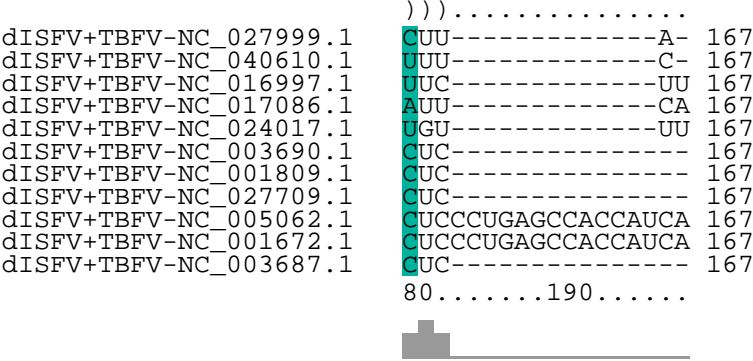 ))).............
dISFV+TBFV-NC_027999.1 CUU-------------A- 167
dISFV+TBFV-NC_040610.1 UUU-------------C- 167
dISFV+TBFV-NC_016997.1 UUC-------------UU 167
dISFV+TBFV-NC_017086.1 AUU-------------CA 167
dISFV+TBFV-NC_024017.1 UGU-------------UU 167
dISFV+TBFV-NC_003690.1 CUC--------------- 167
dISFV+TBFV-NC_001809.1 CUC--------------- 167
dISFV+TBFV-NC_027709.1 CUC--------------- 167
dISFV+TBFV-NC_005062.1 CUCCCUGAGCCACCAUCA 167
dISFV+TBFV-NC_001672.1 CUCCCUGAGCCACCAUCA 167
dISFV+TBFV-NC_003687.1 CUC--------------- 167
80.......190......